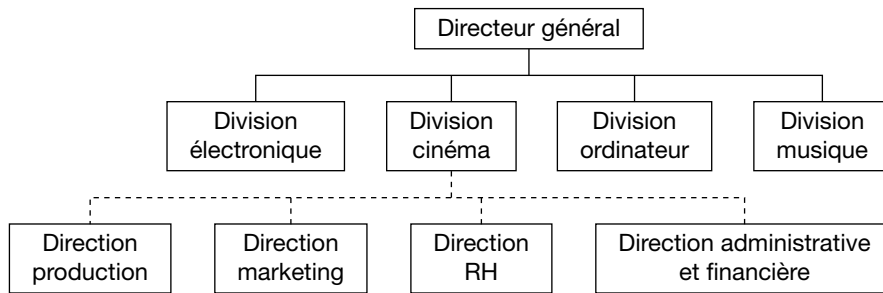 Directeur général
Division
électronique
Division
cinéma
Division
ordinateur
Division
musique
Direction
production
Direction
marketing
Direction
RH
Direction administrative
et financière